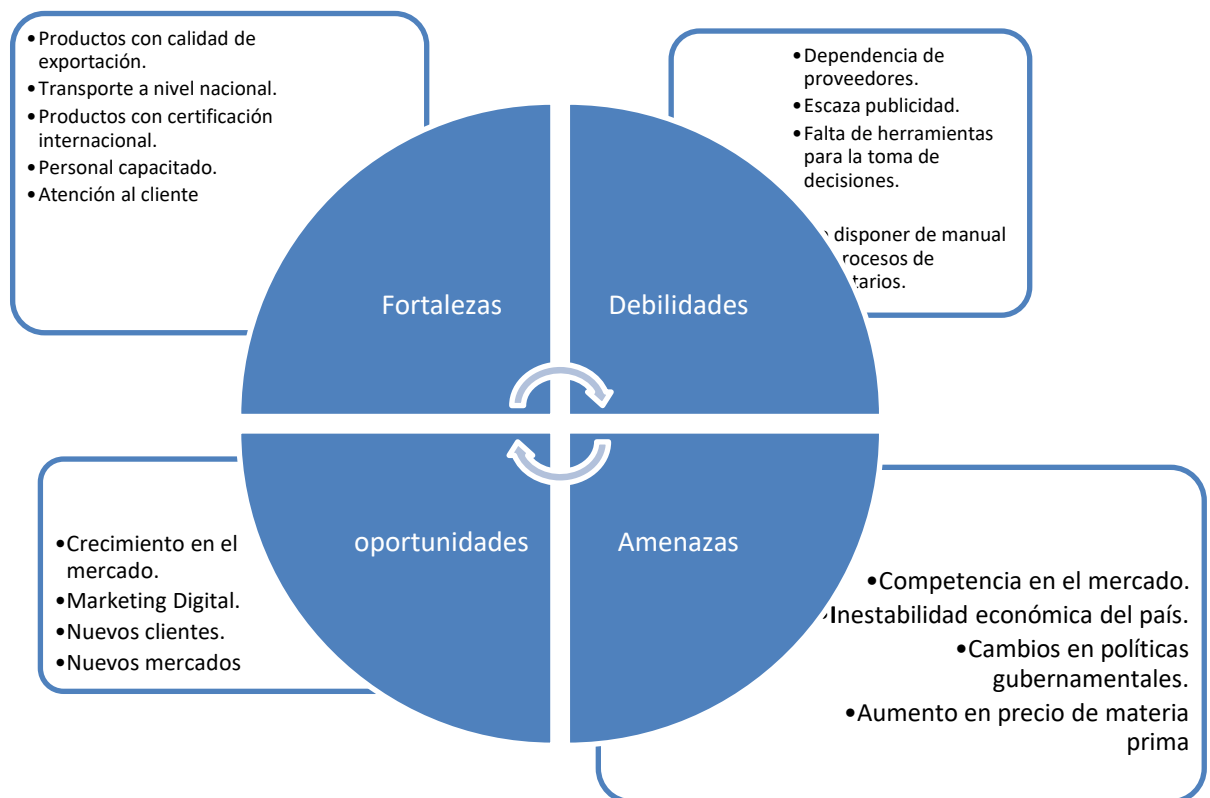 •Productos con calidad de
exportación.
•Transporte a nivel nacional.
•Productos con certificación
internacional.
•Personal capacitado.
•Atención al cliente
•Dependencia de
proveedores.
•Escaza publicidad.
•Falta de herramientas
para la toma de
decisiones.
disponer de manual
de
Fortalezas
Debilidades
oportunidades
Amenazas
•Crecimiento en el
mercado.
•Marketing Digital.
•Nuevos clientes.
•Nuevos mercados
•Competencia en el mercado.
•Inestabilidad económica del país.
•Cambios en políticas
gubernamentales.
•Aumento en precio de materia
prima